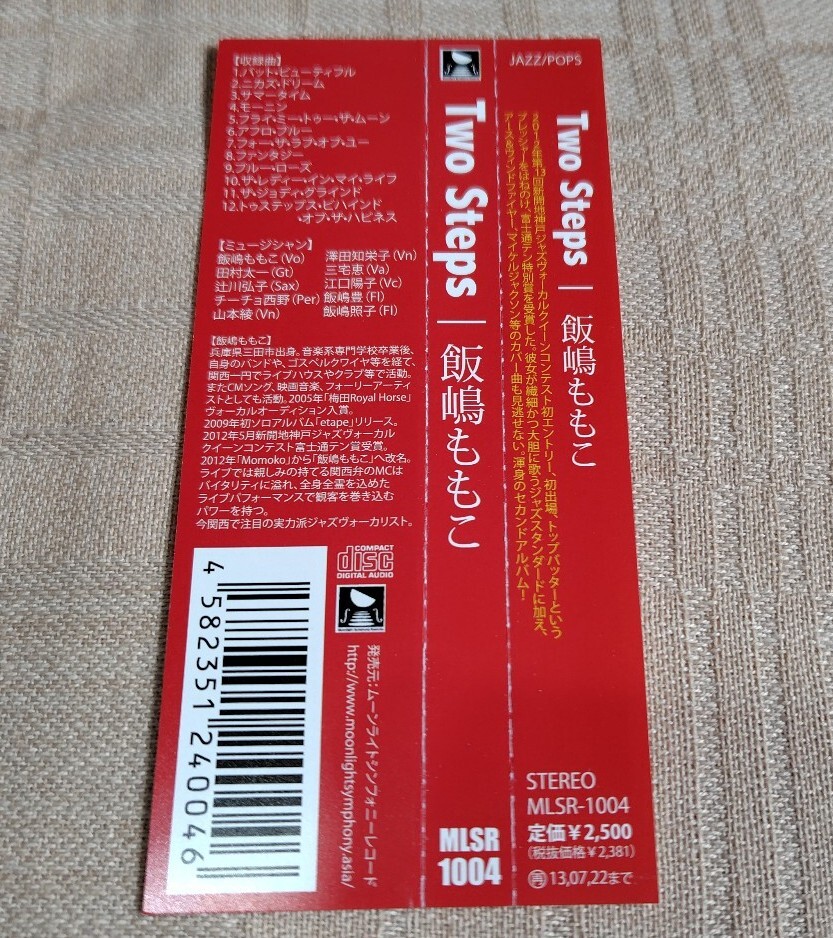 【収録曲】
1.バット・ビューティフル
2.ニカズ・ドリーム
3.サマータイム
4.モーニン
5.フライ・ミー・トゥー・ザ・ムーン
6.アフロ・ブルー
7.フォー・ザ・ラブ・オブ・ユー
8.ファンタジー
9.ブルー・ローズ
10.ザ・レディー・イン・マイ・ライフ
11.ザ・ジョディ・グラインド
12.トゥステップス・ビハインド
・オブ・ザ・ハピネス
【ミュージシャン】
飯嶋ももこ(Vo) 澤田知栄子(Vn)
田村太一(Gt) 三宅恵(Va)
辻川弘子(Sax) 江口陽子(Vc)
チーチョ西野(Per) 飯嶋豊(Fl)
山本綾(Vn) 飯嶋照子(Fl)
【飯嶋ももこ】
兵庫県三田市出身。音楽系専門学校卒業後、
自身のバンドや、ゴスペルクワイヤ等を経て、
関西一円でライブハウスやクラブ等で活動。
またCMソング、映画音楽、フォーリーアーティ
ストとしても活動。2005年「梅田Royal Horse」
ヴォーカルオーディション入賞。
2009年初ソロアルバム「etape」リリース。
2012年5月新開地神戸ジャズヴォーカル
クイーンコンテスト富士通テン賞受賞。
2012年「Momoko」から「飯嶋ももこ」へ改名。
ライブでは親しみの持てる関西弁のMCは
バイタリティに溢れ、全身全霊を込めた
ライブパフォーマンスで観客を巻き込む
パワーを持つ。
今関西で注目の実力派ジャズヴォーカリスト。
4 582351 240046
COMPACT
disc
DIGITAL AUDIO
発売元:ムーンライトシンフォニーレコード
http://www.moonlightsymphony.asia/
Two Steps | 飯嶋ももこ
MLSR
1004
JAZZ/POPS
Two Steps | 飯嶋ももこ
2012年第13回新開地神戸ジャズヴォーカルクイーンコンテスト初エントリー、初出場、トップバッターという
プレッシャーをはねのけ、富士通テン特別賞を受賞した。彼女が繊細かつ大胆に歌うジャズスタンダードに加え、
アース&ウィンドファイヤー、マイケルジャクソン等のカバー曲も見逃せない。渾身のセカンドアルバム!
STEREO
MLSR-1004
定価¥2,500
(税抜価格¥2,381)
再13,07,22まで